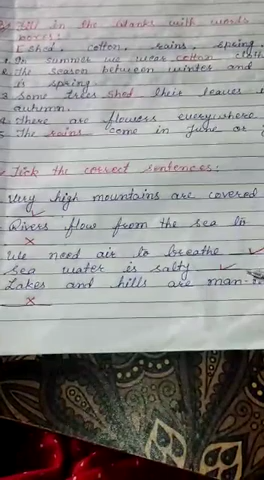 Fill in the blanks with words
boxes:
[ shed, cotton, rains, spring.
1. In summer we wear cotton
2. The season between winter and
is spring.
3 Some trees shed their leaves
autumn.
4 There are flowers everywhere
5 The rains come in June or
Tick the correct sentences:
Very high mountains are covered
✓
Rivers flow from the sea to
×
We need air to breathe ✓
Sea water is salty ✓
Lakes and hills are man-
×